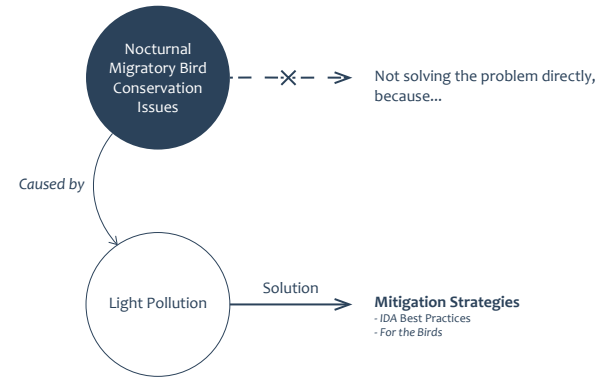 Nocturnal
Migratory Bird
Conservation
Issues
Not solving the problem directly,
because...
Caused by
Light Pollution
Solution
Mitigation Strategies
- IDA Best Practices
- For the Birds